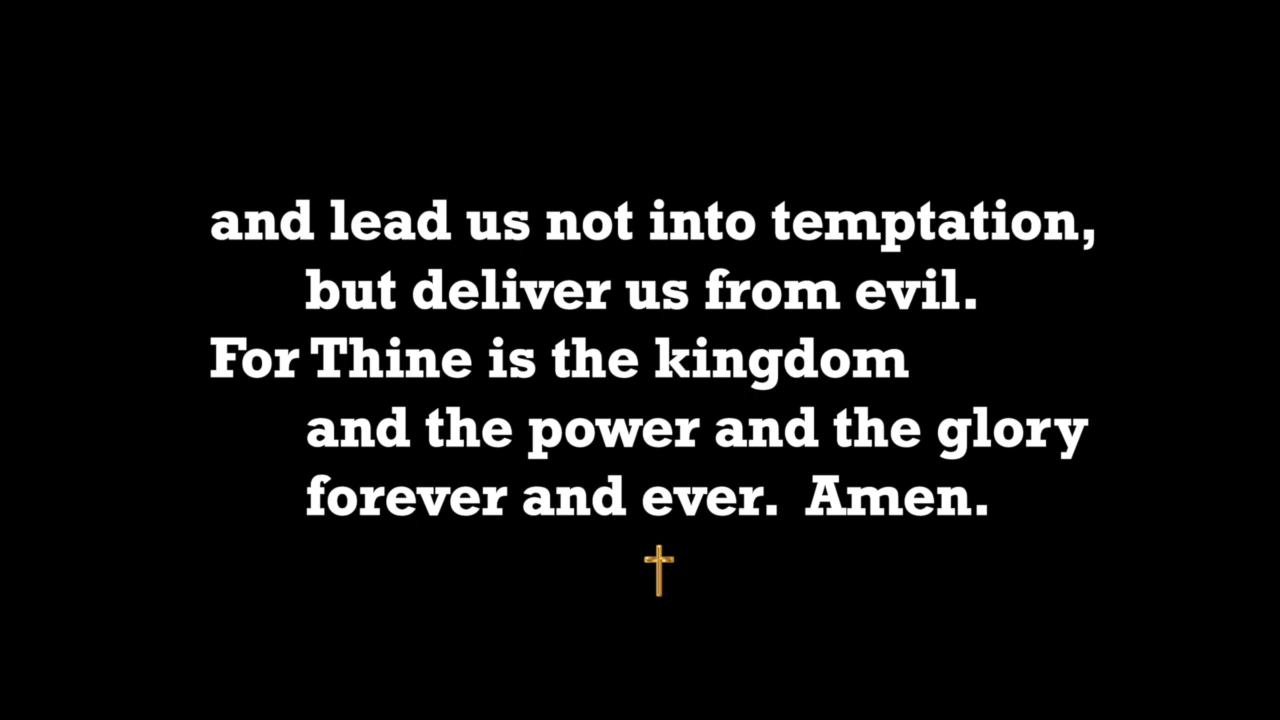 and lead us not into temptation,
but deliver us from evil.
For Thine is the kingdom
and the power and the glory
forever and ever.  Amen.